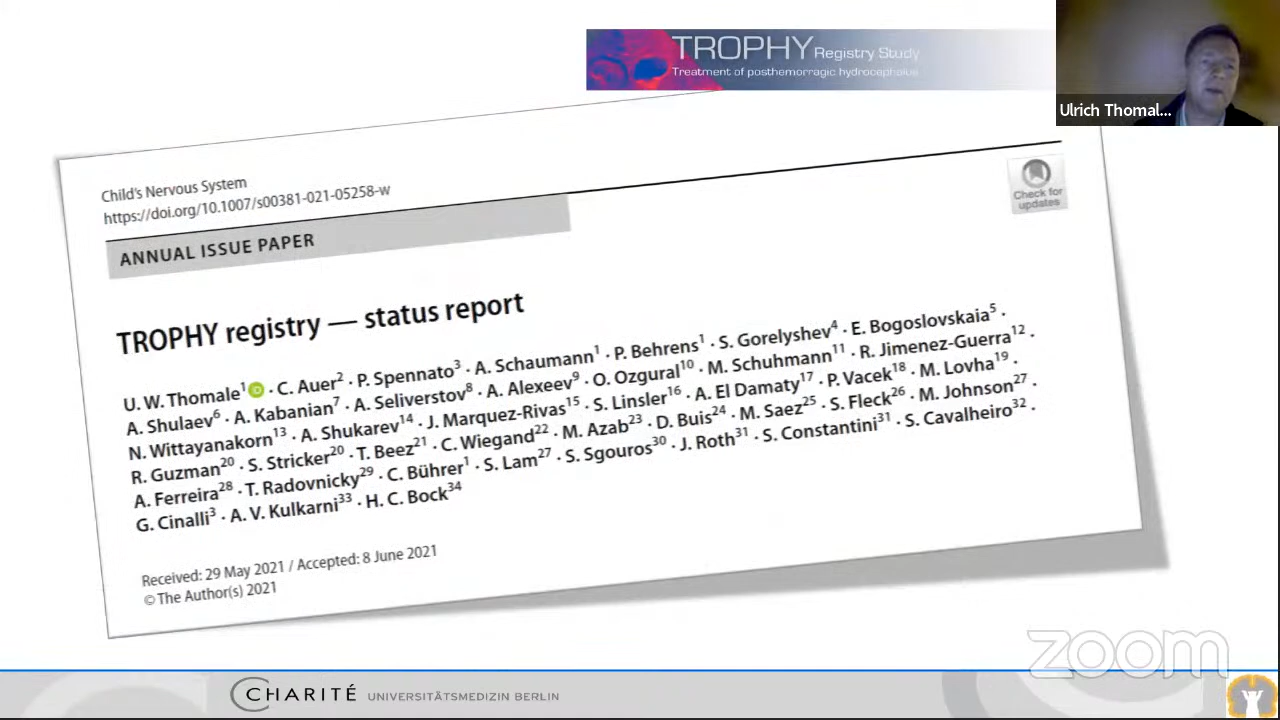 TROPHY Registry Study
Treatment of posthemorragic hydrocephalus
Ulrich Thomal...
Child's Nervous System
https://doi.org/10.1007/s00381-021-05258-w
Check for
updates
ANNUAL ISSUE PAPER
TROPHY registry — status report
U. W. Thomale1 · C. Auer2 · P. Spennato3 · A. Schaumann1 · P. Behrens1 · S. Gorelyshev4 · E. Bogoslovskaia5 ·
A. Shulaev6 · A. Kabanian7 · A. Seliverstov8 · A. Alexeev9 · O. Ozgural10 · M. Schuhmann11 · R. Jimenez-Guerra12 ·
N. Wittayanakorn13 · A. Shukarev14 · J. Marquez-Rivas15 · S. Linsler16 · A. El Damaty17 · P. Vacek18 · M. Lovha19 ·
R. Guzman20 · S. Stricker20 · T. Beez21 · C. Wiegand22 · M. Azab23 · D. Buis24 · M. Saez25 · S. Fleck26 · M. Johnson27 ·
A. Ferreira28 · T. Radovnicky29 · C. Bührer1 · S. Lam27 · S. Sgouros30 · J. Roth31 · S. Constantini31 · S. Cavalheiro32 ·
G. Cinalli3 · A. V. Kulkarni33 · H. C. Bock34
Received: 29 May 2021 / Accepted: 8 June 2021
© The Author(s) 2021
zoom
CHARITÉ UNIVERSITÄTSMEDIZIN BERLIN